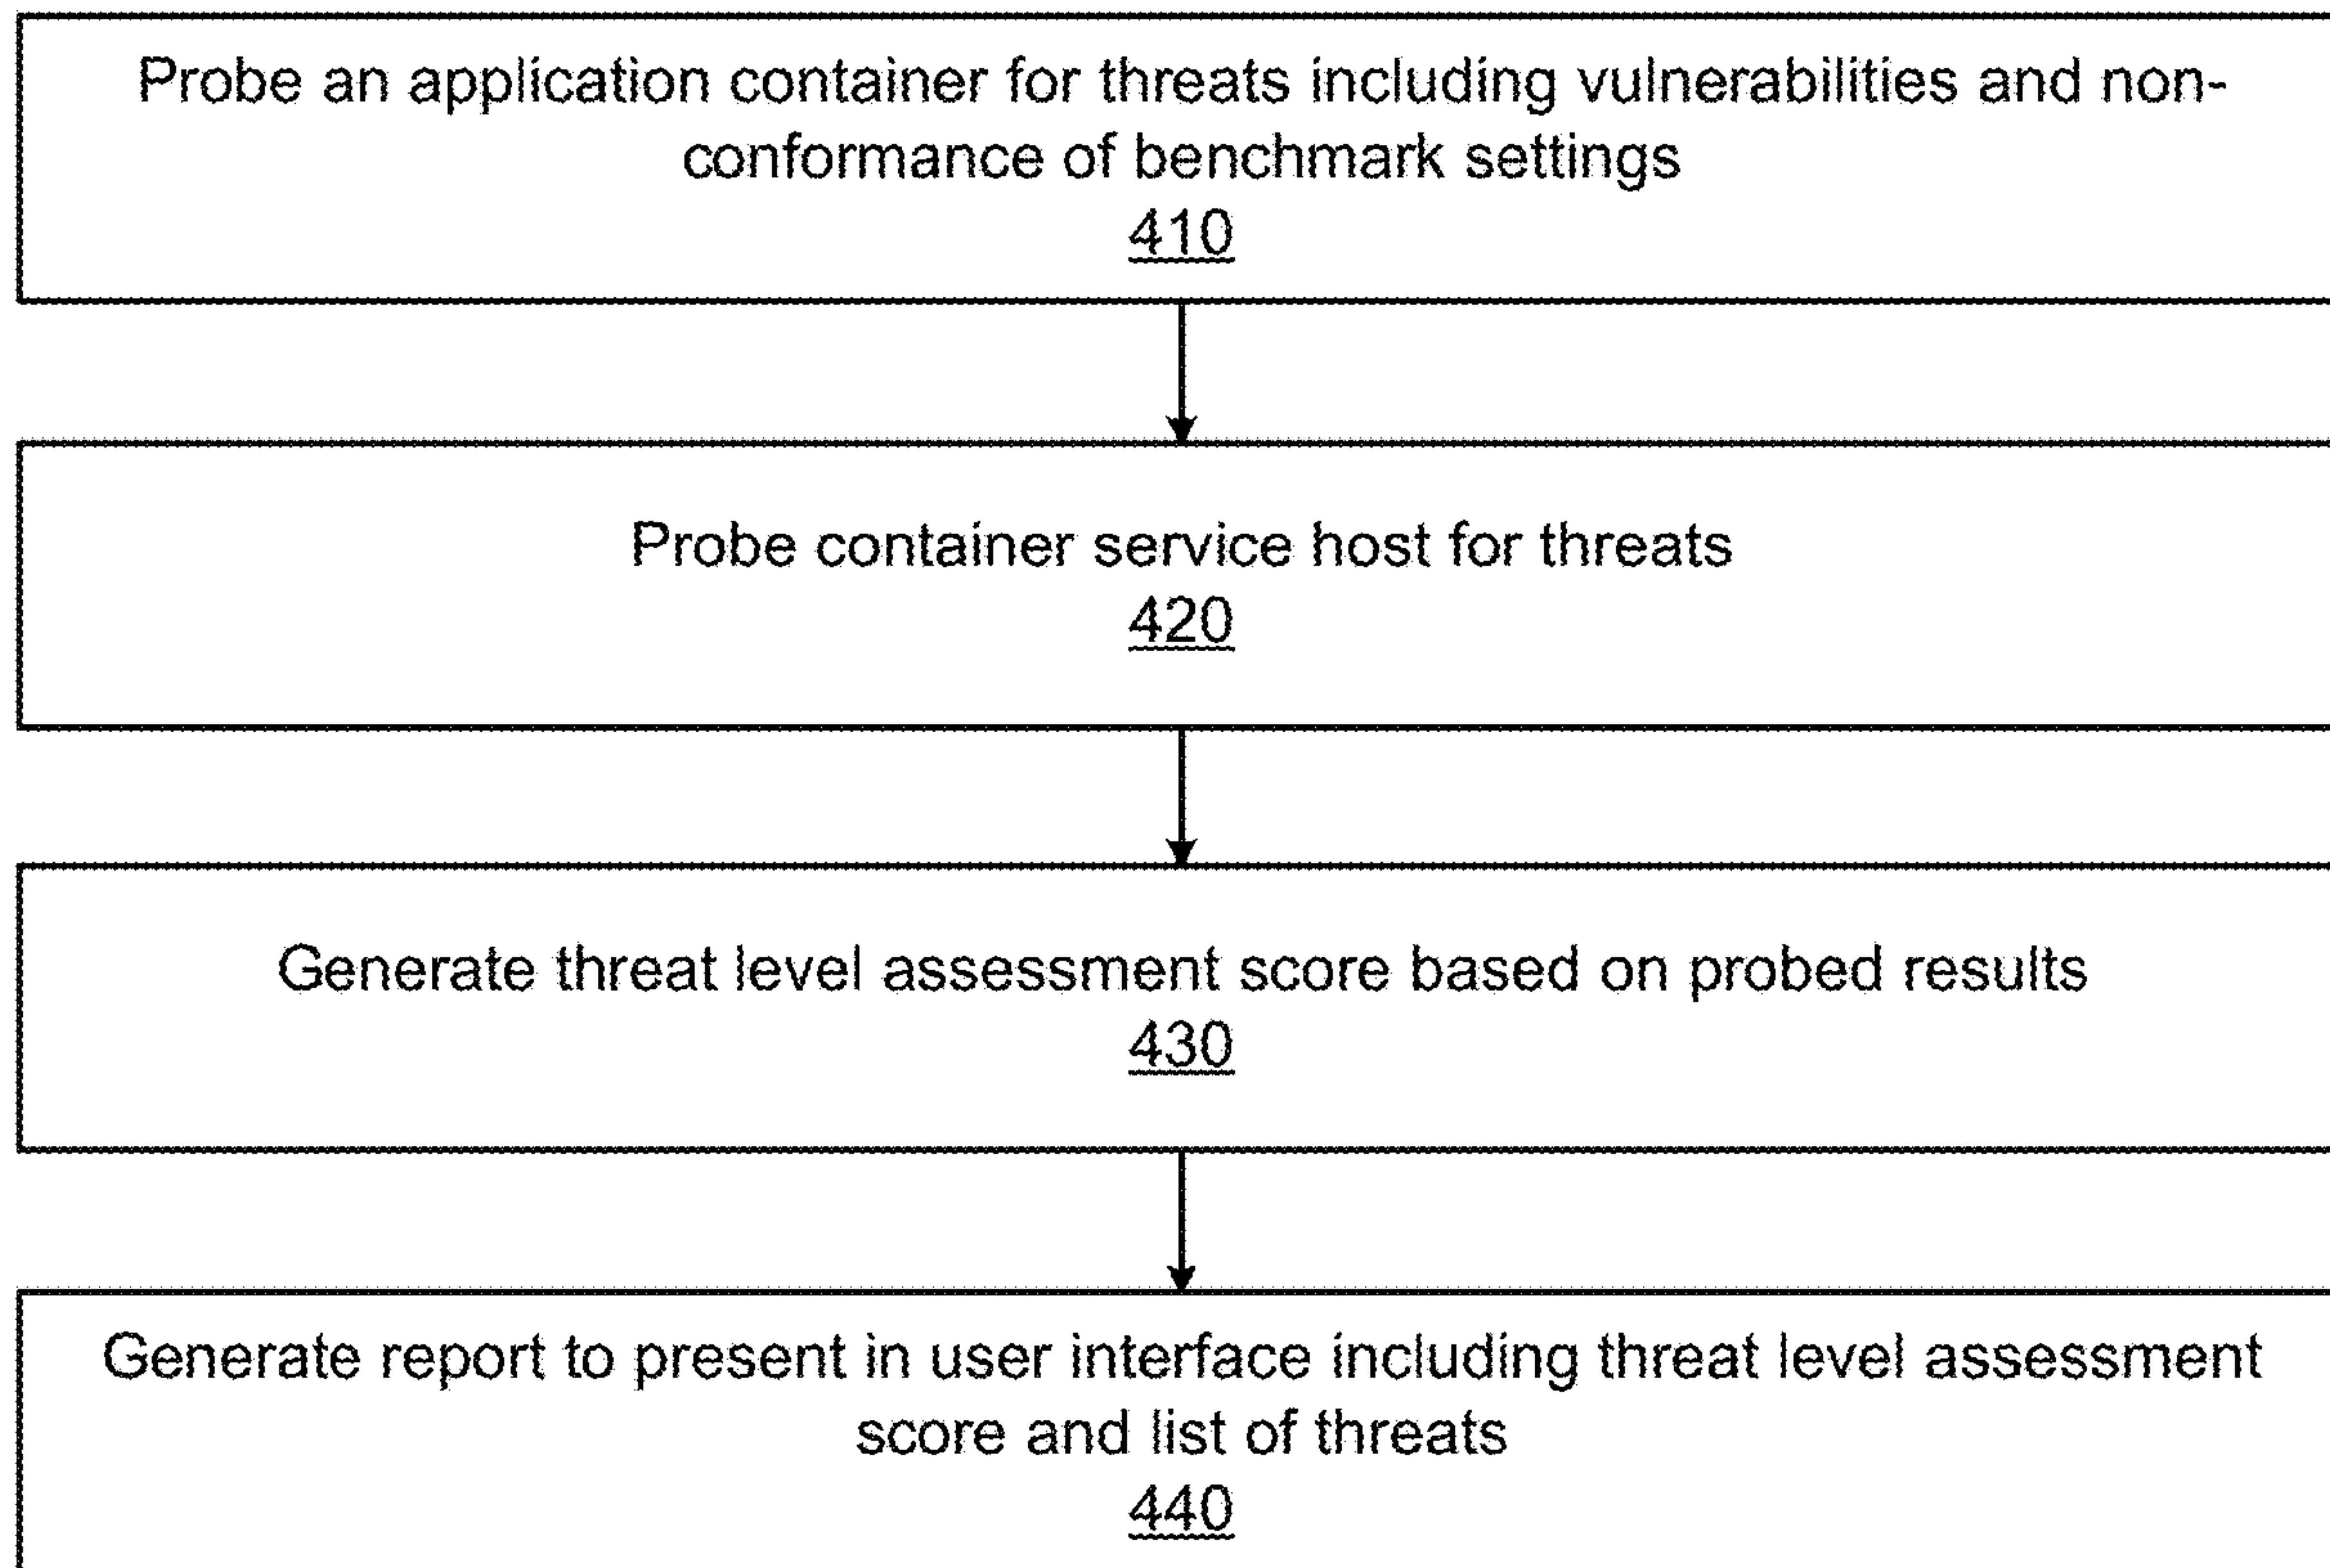 Probe an application container for threats including vulnerabilities and non-
conformance of benchmark settings
410
Probe container service host for threats
420
Generate threat level assessment score based on probed results
430
Generate report to present in user interface including threat level assessment
score and list of threats
440